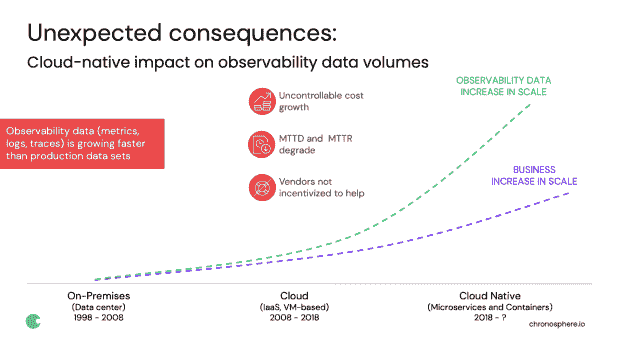 Unexpected consequences:
Cloud-native impact on observability data volumes
OBSERVABILITY DATA
INCREASE IN SCALE
Uncontrollable cost
growth
Observability data (metrics,
logs, traces) is growing faster
than production data sets
MTTD and MTTR
degrade
BUSINESS
INCREASE IN SCALE
Vendors not
incentivized to help
On-Premises
(Data center)
1998 - 2008
Cloud
(IaaS, VM-based)
2008 - 2018
Cloud Native
(Microservices and Containers)
2018 - ?
chronosphere.io